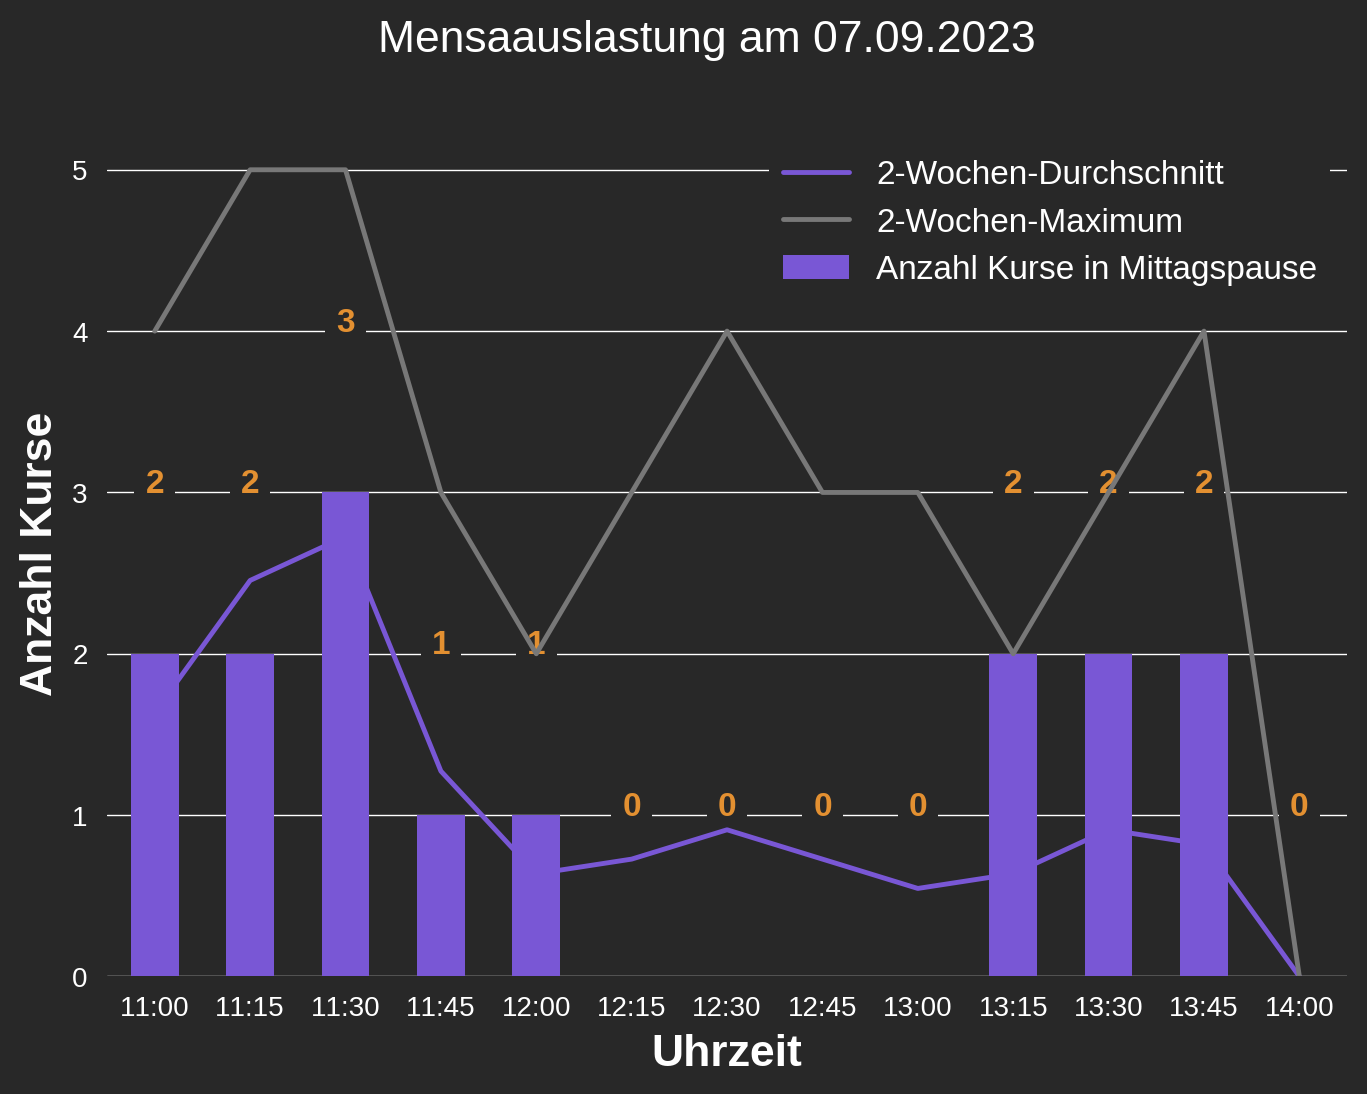 Mensaauslastung am 07.09.2023
2-Wochen-Durchschnitt
2-Wochen-Maximum
Anzahl Kurse in Mittagspause
Anzahl Kurse
5
4
3
2
1
0
2 2 3 1 1 0 0 0 0 2 2 2 0
11:00 11:15 11:30 11:45 12:00 12:15 12:30 12:45 13:00 13:15 13:30 13:45 14:00
Uhrzeit